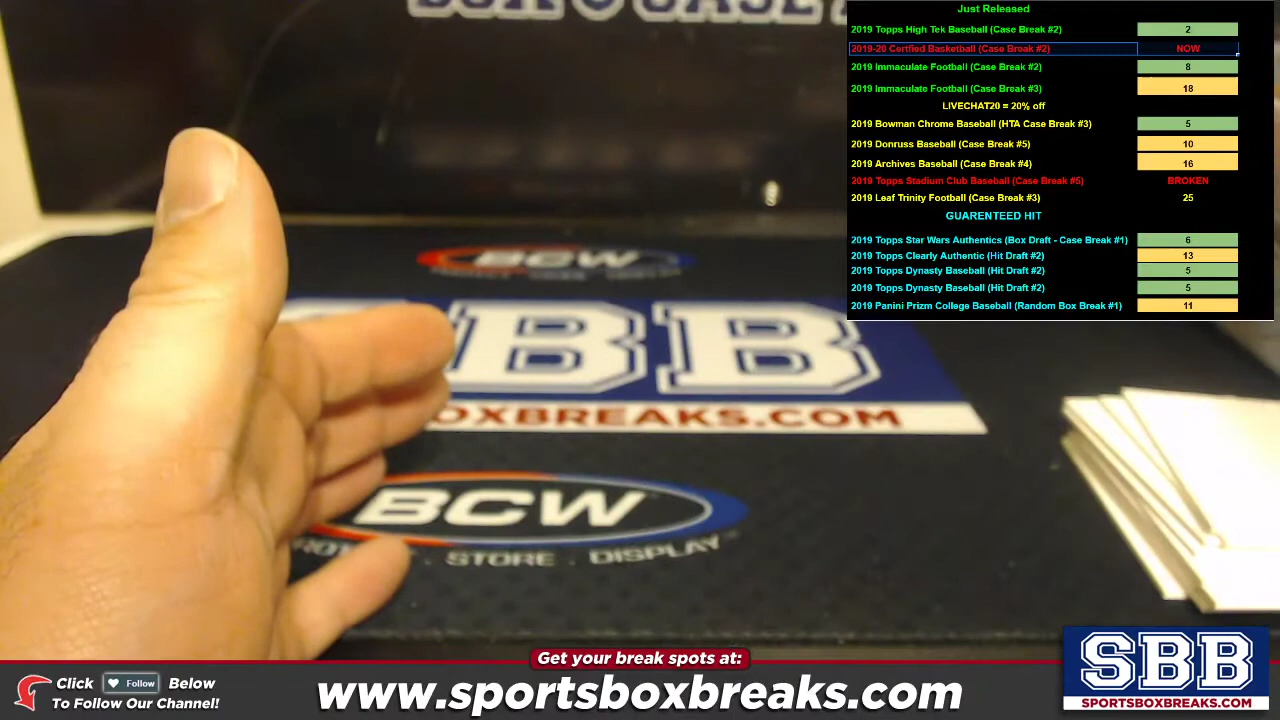 BOX & CASE
Just Released
2019 Topps High Tek Baseball (Case Break #2) 2
2019-20 Certfied Basketball (Case Break #2) NOW
2019 Immaculate Football (Case Break #2) 8
2019 Immaculate Football (Case Break #3) 18
LIVECHAT20 = 20% off
2019 Bowman Chrome Baseball (HTA Case Break #3) 5
2019 Donruss Baseball (Case Break #5) 10
2019 Archives Baseball (Case Break #4) 16
2019 Topps Stadium Club Baseball (Case Break #5) BROKEN
2019 Leaf Trinity Football (Case Break #3) 25
GUARENTEED HIT
2019 Topps Star Wars Authentics (Box Draft - Case Break #1) 6
2019 Topps Clearly Authentic (Hit Draft #2) 13
2019 Topps Dynasty Baseball (Hit Draft #2) 5
2019 Topps Dynasty Baseball (Hit Draft #2) 5
2019 Panini Prizm College Baseball (Random Box Break #1) 11
BCW
BB
OXBREAKS.COM
BCW
. STORE . DISPLAY™
Get your break spots at:
Click Follow Below
To Follow Our Channel!
www.sportsboxbreaks.com
SBB
SPORTSBOXBREAKS.COM